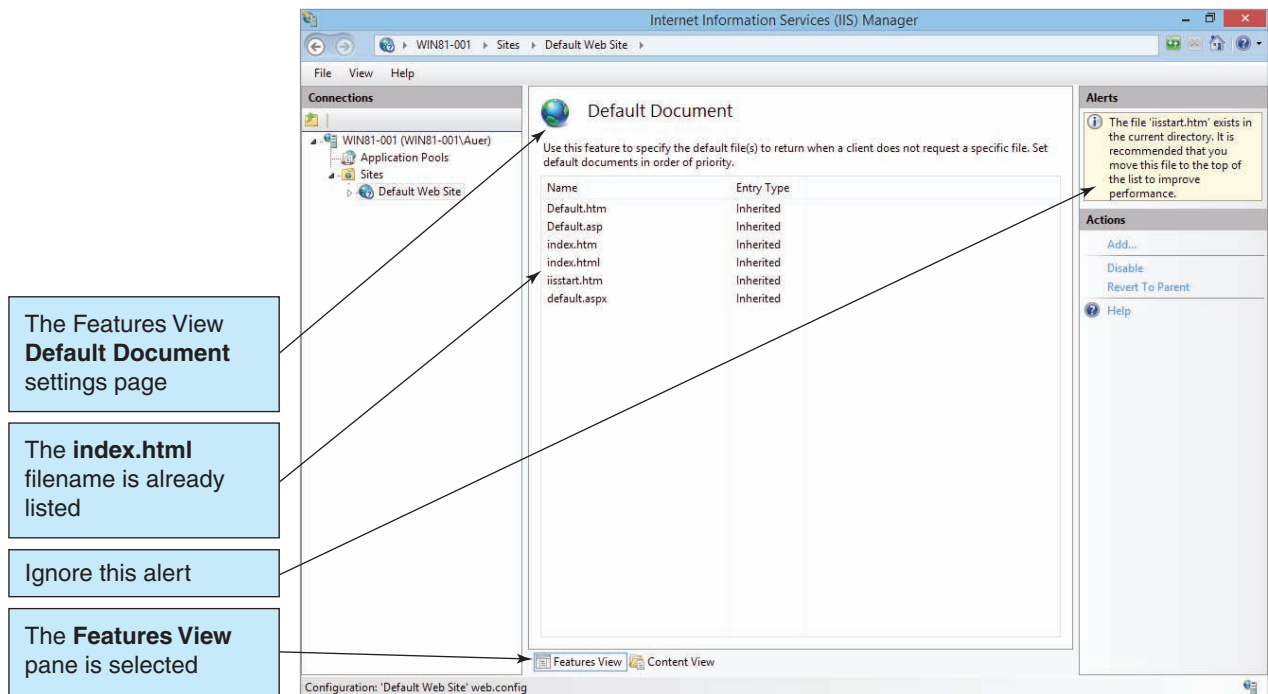 Internet Information Services (IIS) Manager
WIN81-001 Sites Default Web Site
File View Help
Connections
WIN81-001 (WIN81-001\Auer)
Application Pools
Sites
Default Web Site
Default Document
Use this feature to specify the default file(s) to return when a client does not request a specific file. Set
default documents in order of priority.
Name Entry Type
Default.htm Inherited
Default.asp Inherited
index.htm Inherited
index.html Inherited
iisstart.htm Inherited
default.aspx Inherited
Features View Content View
Alerts
The file 'iisstart.htm' exists in
the current directory. It is
recommended that you
move this file to the top of
the list to improve
performance.
Actions
Add...
Disable
Revert To Parent
Help
Configuration: 'Default Web Site' web.config
The Features View
Default Document
settings page
The index.html
filename is already
listed
Ignore this alert
The Features View
pane is selected